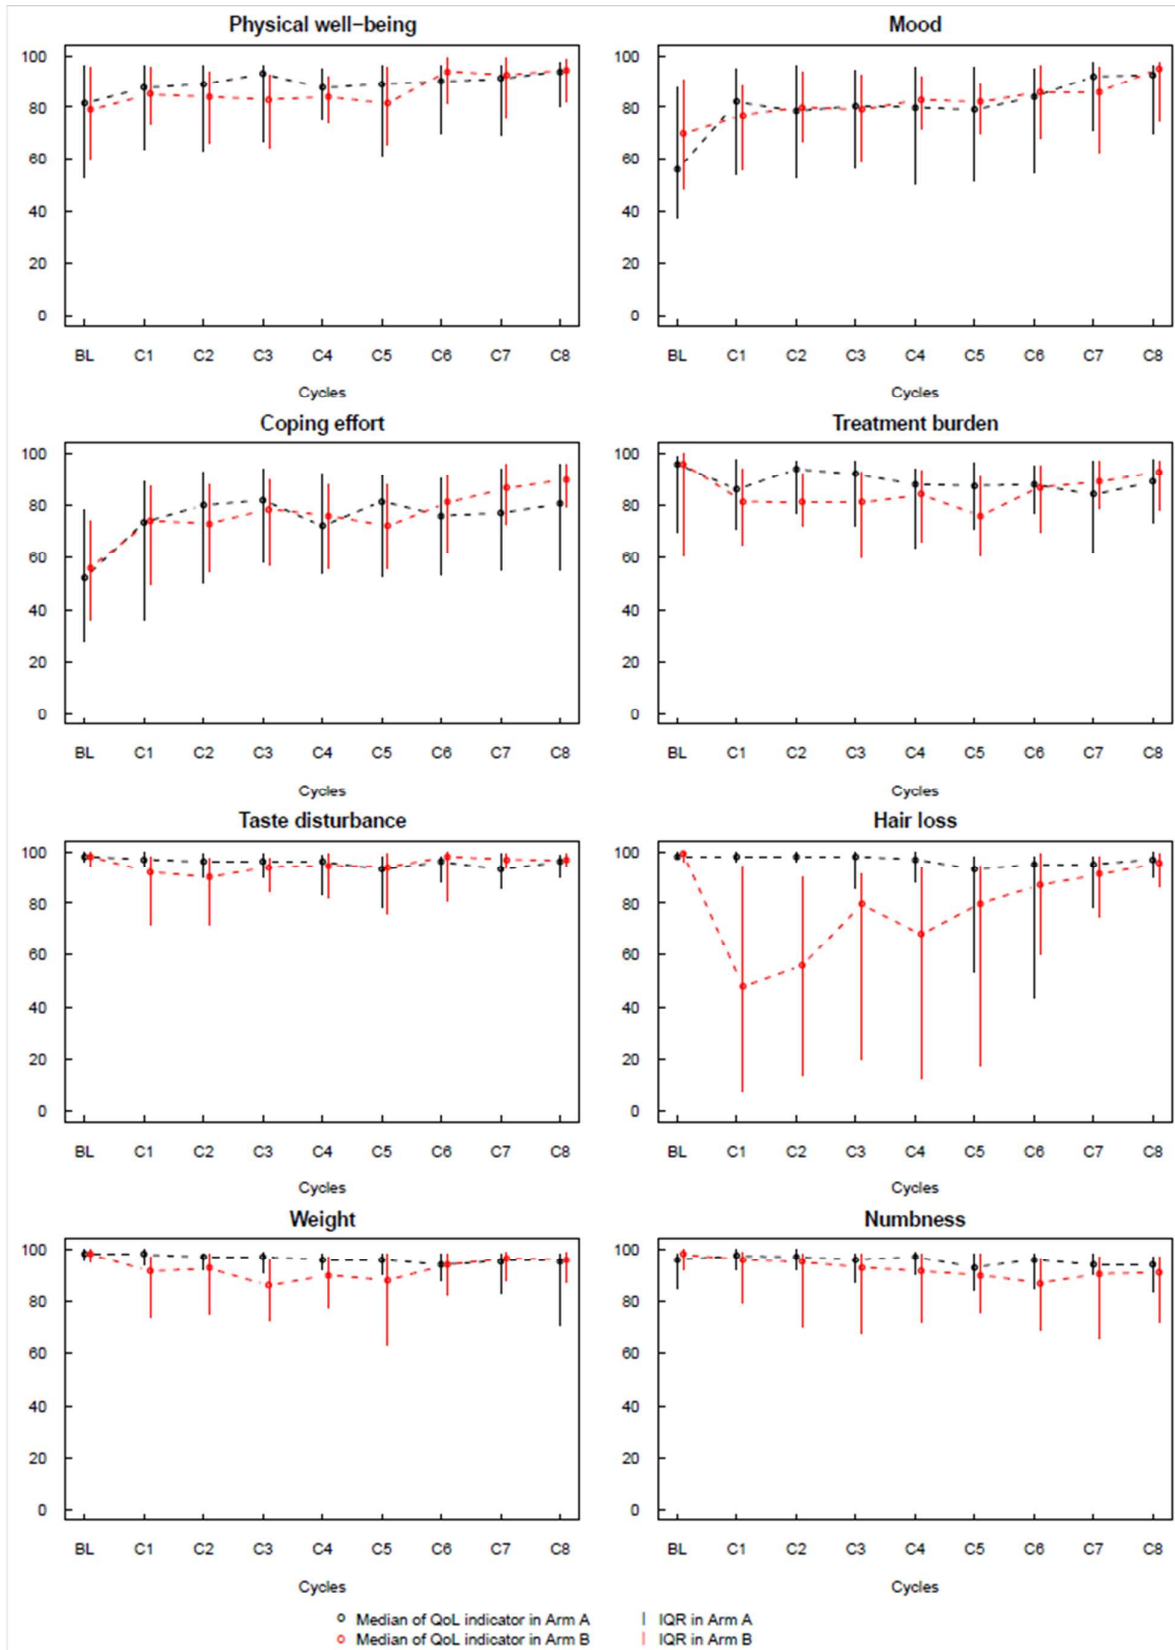 Physical well−being
Mood
100
80
60
40
20
0
BL C1 C2 C3 C4 C5 C6 C7 C8
Cycles
100
80
60
40
20
0
BL C1 C2 C3 C4 C5 C6 C7 C8
Cycles
Coping effort
Treatment burden
100
80
60
40
20
0
BL C1 C2 C3 C4 C5 C6 C7 C8
Cycles
100
80
60
40
20
0
BL C1 C2 C3 C4 C5 C6 C7 C8
Cycles
Taste disturbance
Hair loss
100
80
60
40
20
0
BL C1 C2 C3 C4 C5 C6 C7 C8
Cycles
100
80
60
40
20
0
BL C1 C2 C3 C4 C5 C6 C7 C8
Cycles
Weight
Numbness
100
80
60
40
20
0
BL C1 C2 C3 C4 C5 C6 C7 C8
Cycles
100
80
60
40
20
0
BL C1 C2 C3 C4 C5 C6 C7 C8
Cycles
Median of QoL indicator in Arm A
IQR in Arm A
Median of QoL indicator in Arm B
IQR in Arm B